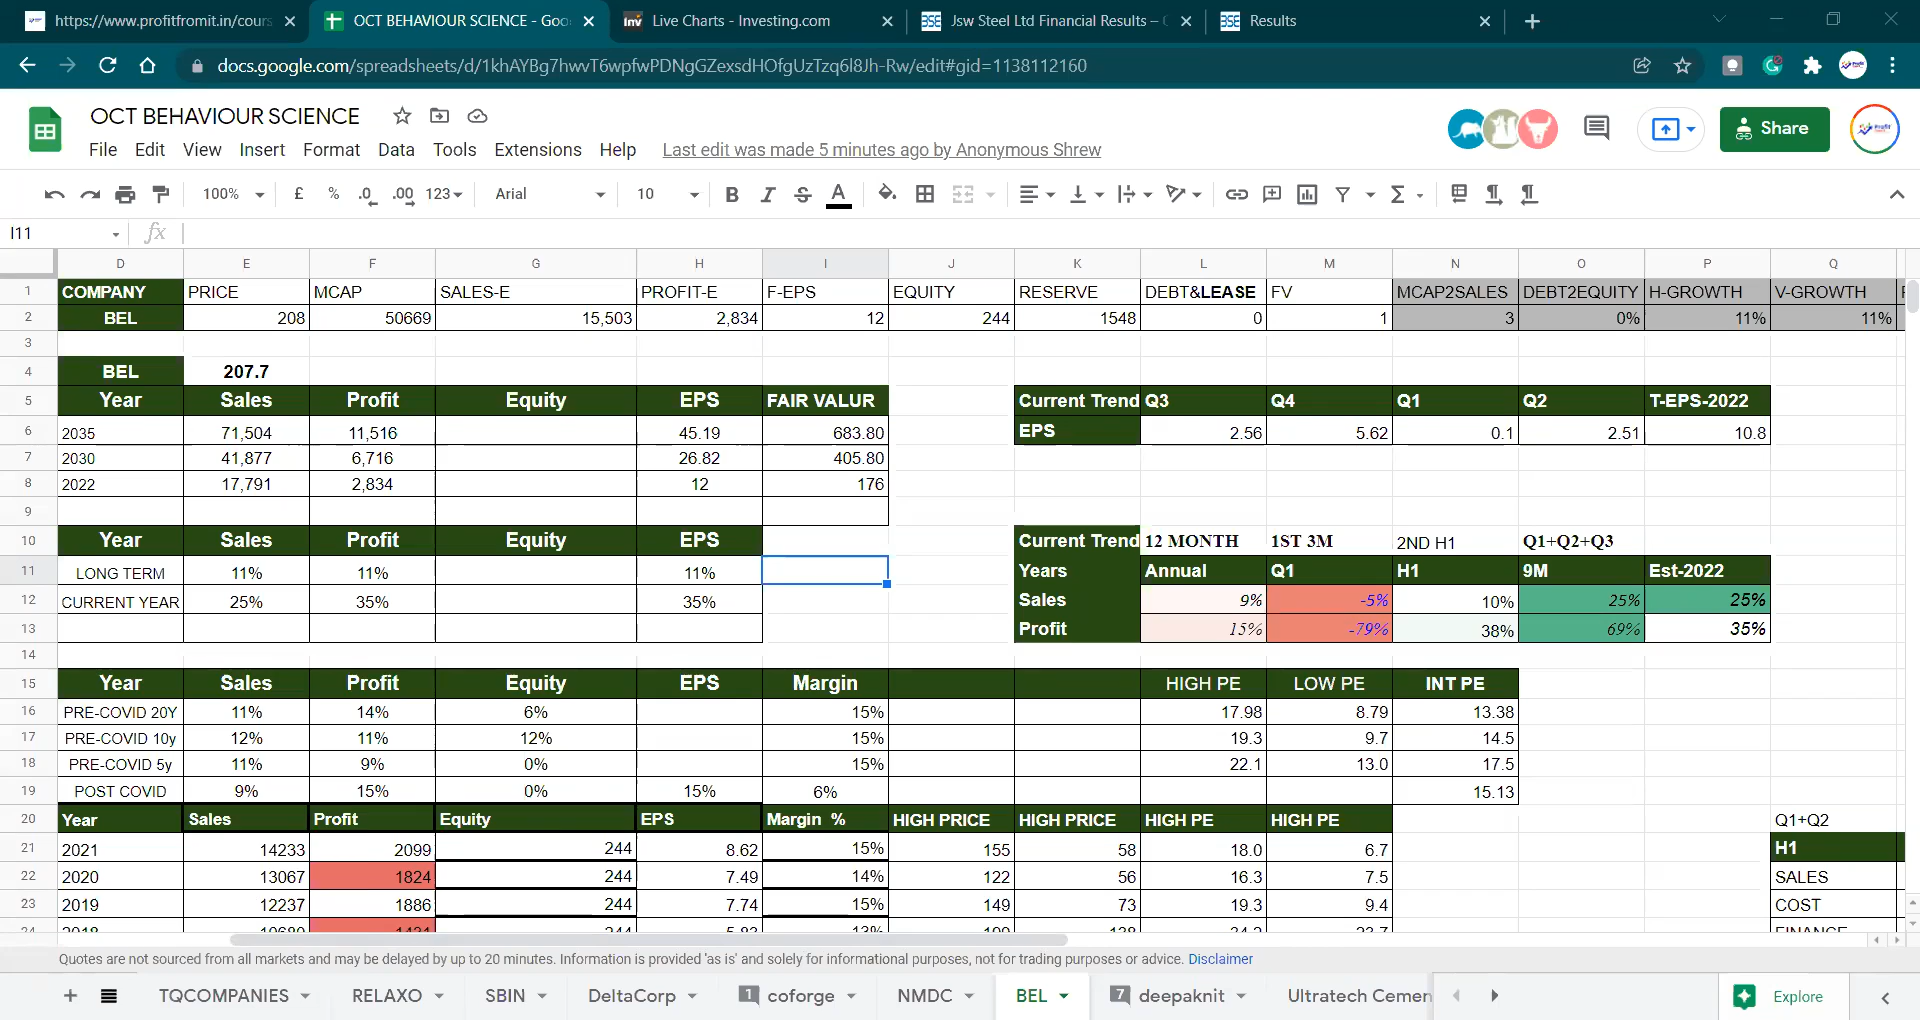 https://www.profitfromit.in/cours
OCT BEHAVIOUR SCIENCE - Goo
Live Charts - Investing.com
Jsw Steel Ltd Financial Results –
Results
docs.google.com/spreadsheets/d/1khAYBg7hwvT6wpfwPDNgGZexsdHOfgUzTzq6l8Jh-Rw/edit#gid=1138112160
OCT BEHAVIOUR SCIENCE
File Edit View Insert Format Data Tools Extensions Help Last edit was made 5 minutes ago by Anonymous Shrew
Share
100% £ % .0 .00 123 Arial 10 B I S A
I11 fx
D E F G H I J K L M N O P Q
1 COMPANY PRICE MCAP SALES-E PROFIT-E F-EPS EQUITY RESERVE DEBT&LEASE FV MCAP2SALES DEBT2EQUITY H-GROWTH V-GROWTH
2 BEL 208 50669 15,503 2,834 12 244 1548 0 1 3 0% 11% 11%
3
4 BEL 207.7
5 Year Sales Profit Equity EPS FAIR VALUR Current Trend Q3 Q4 Q1 Q2 T-EPS-2022
6 2035 71,504 11,516 45.19 683.80 EPS 2.56 5.62 0.1 2.51 10.8
7 2030 41,877 6,716 26.82 405.80
8 2022 17,791 2,834 12 176
9
10 Year Sales Profit Equity EPS Current Trend 12 MONTH 1ST 3M 2ND H1 Q1+Q2+Q3
11 LONG TERM 11% 11% 11% Years Annual Q1 H1 9M Est-2022
12 CURRENT YEAR 25% 35% 35% Sales 9% -5% 10% 25% 25%
13 Profit 15% -79% 38% 69% 35%
14
15 Year Sales Profit Equity EPS Margin HIGH PE LOW PE INT PE
16 PRE-COVID 20Y 11% 14% 6% 15% 17.98 8.79 13.38
17 PRE-COVID 10y 12% 11% 12% 15% 19.3 9.7 14.5
18 PRE-COVID 5y 11% 9% 0% 15% 22.1 13.0 17.5
19 POST COVID 9% 15% 0% 15% 6% 15.13
20 Year Sales Profit Equity EPS Margin % HIGH PRICE HIGH PRICE HIGH PE HIGH PE Q1+Q2
21 2021 14233 2099 244 8.62 15% 155 58 18.0 6.7 H1
22 2020 13067 1824 244 7.49 14% 122 56 16.3 7.5 SALES
23 2019 12237 1886 244 7.74 15% 149 73 19.3 9.4 COST
Quotes are not sourced from all markets and may be delayed by up to 20 minutes. Information is provided 'as is' and solely for informational purposes, not for trading purposes or advice. Disclaimer
TQCOMPANIES RELAXO SBIN DeltaCorp 1 coforge NMDC BEL 7 deepaknit Ultratech Cemen Explore